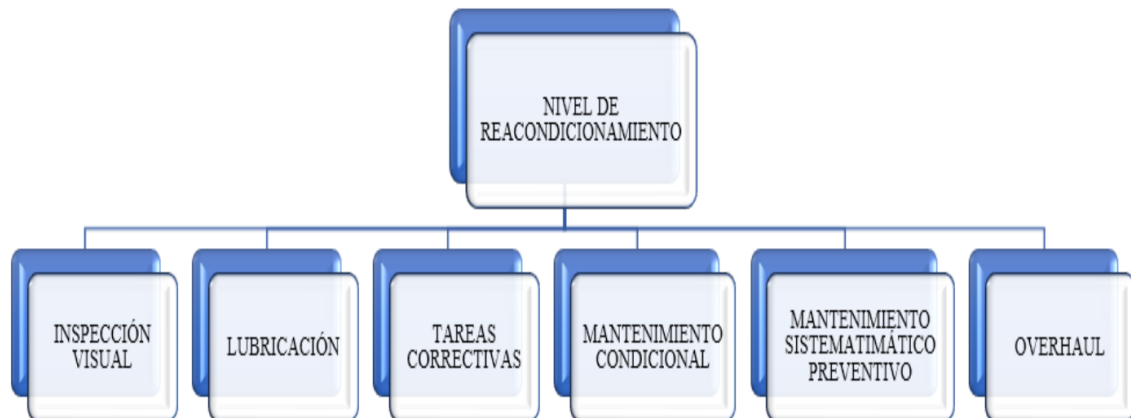 NIVEL DE
REACONDICIONAMIENTO
INSPECCIÓN
VISUAL
LUBRICACIÓN
TAREAS
CORRECTIVAS
MANTENIMIENTO
CONDICIONAL
MANTENIMIENTO
SISTEMATIMÁTICO
PREVENTIVO
OVERHAUL